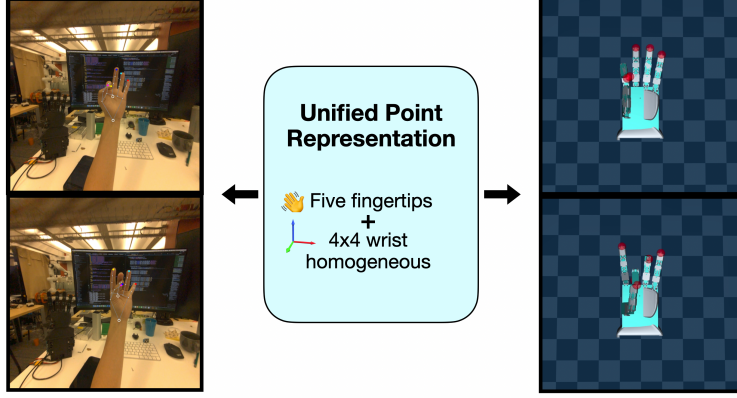 Unified Point
Representation
👋 Five fingertips
+
4x4 wrist
homogeneous